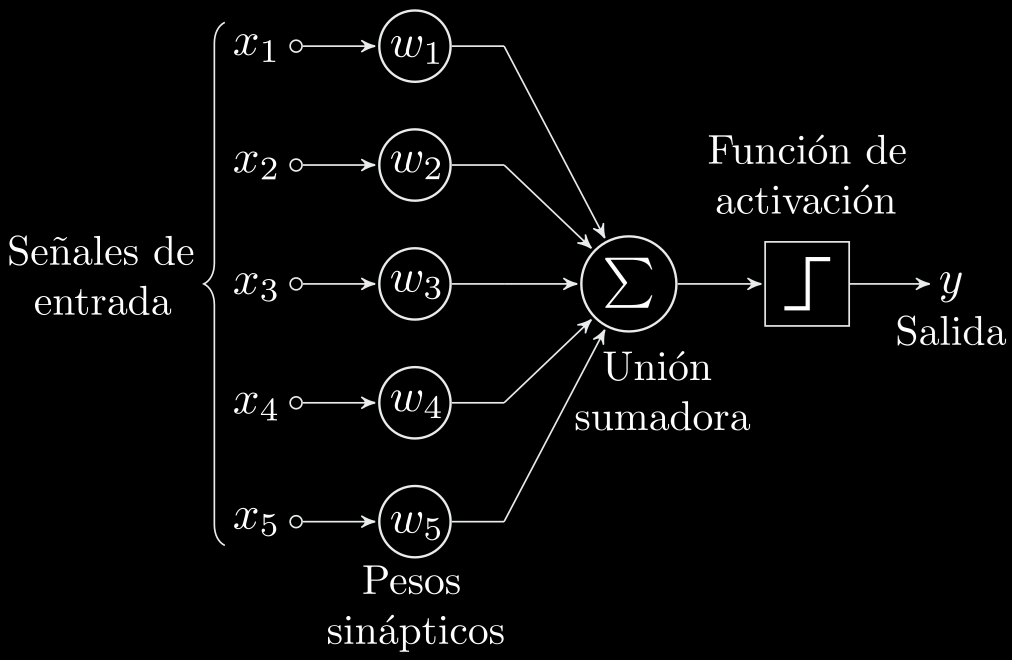 x1
w1
x2
w2
Función de
activación
Señales de
entrada
x3
w3
Σ
y
Salida
Unión
sumadora
x4
w4
x5
w5
Pesos
sinápticos